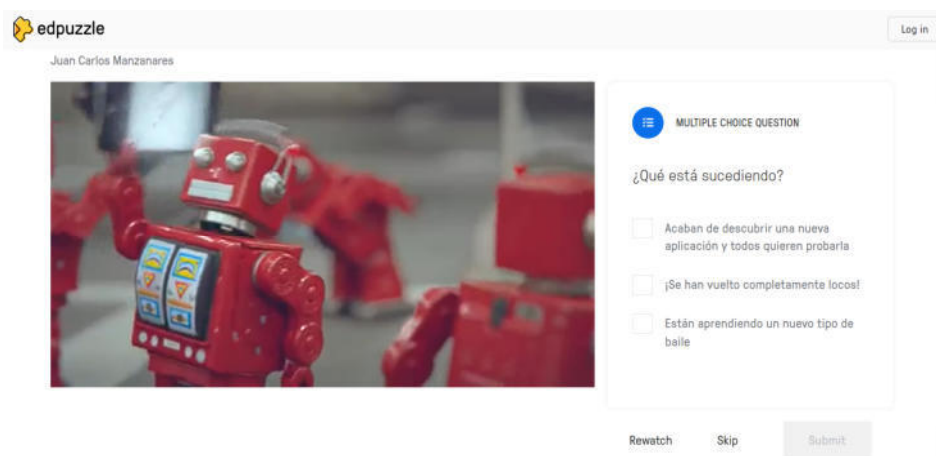 edpuzzle
Log in
Juan Carlos Manzanares
MULTIPLE CHOICE QUESTION
¿Qué está sucediendo?
Acaban de descubrir una nueva
aplicación y todos quieren probarla
¡Se han vuelto completamente locos!
Están aprendiendo un nuevo tipo de
baile
Rewatch
Skip
Submit